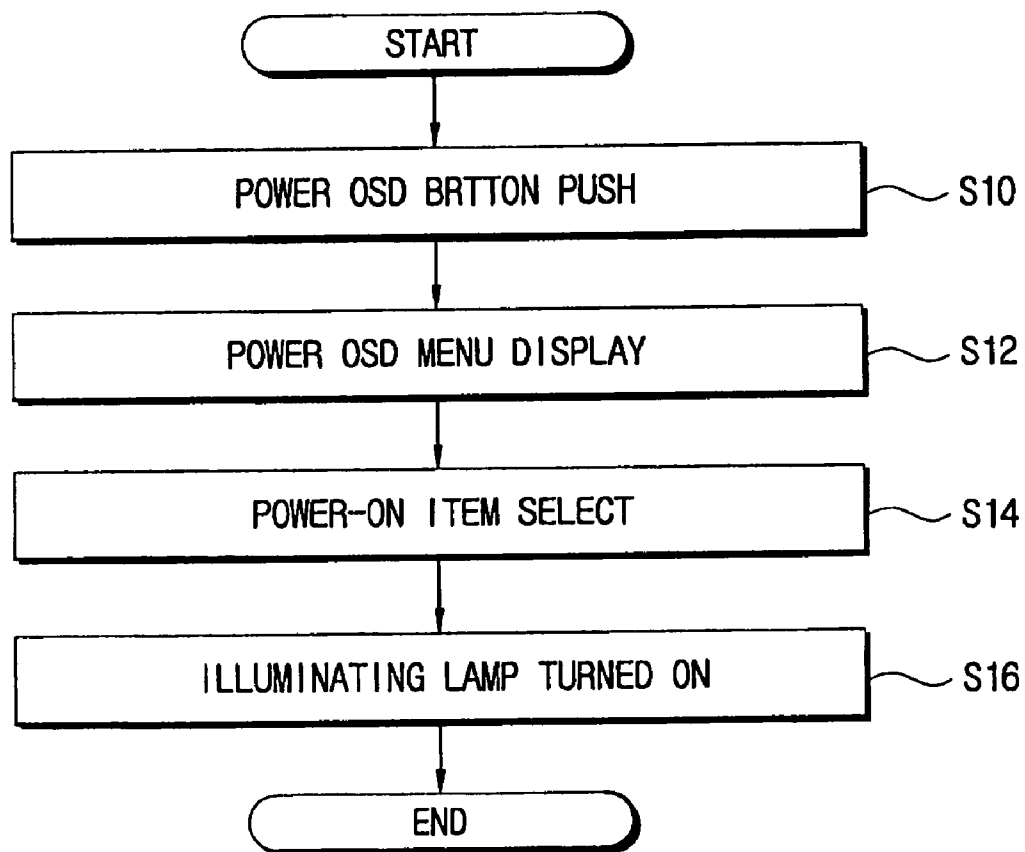 START
POWER OSD BRTTON PUSH
S10
POWER OSD MENU DISPLAY
S12
POWER-ON ITEM SELECT
S14
ILLUMINATING LAMP TURNED ON
S16
END